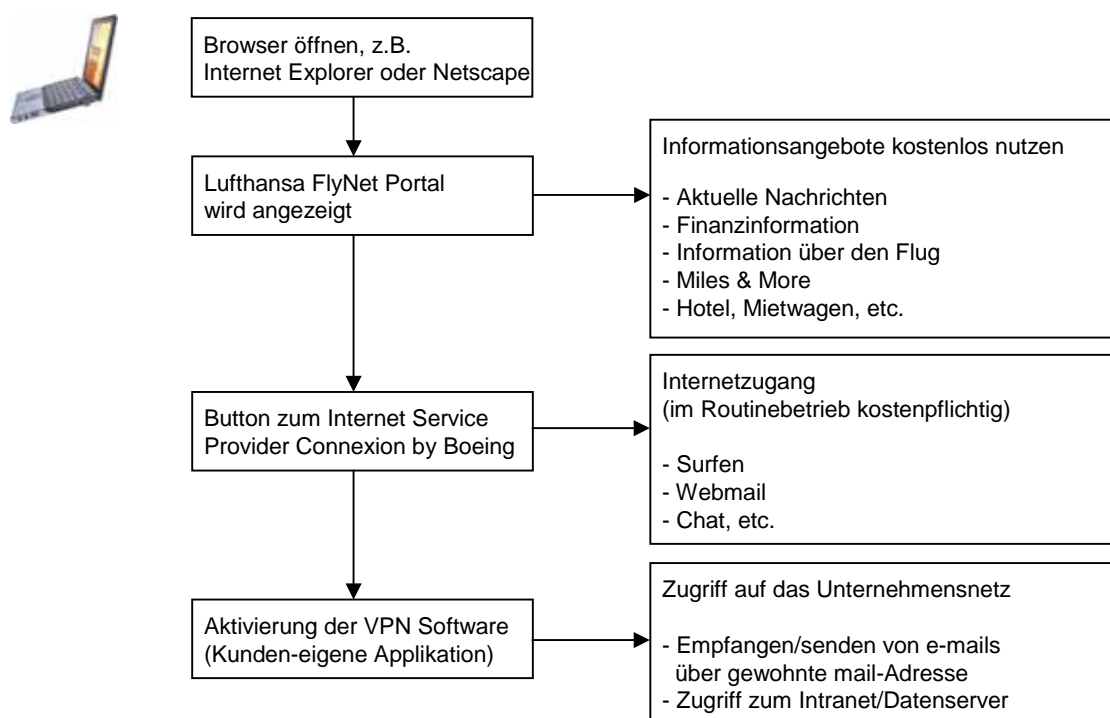 Browser öffnen, z.B.
Internet Explorer oder Netscape
Lufthansa FlyNet Portal
wird angezeigt
Informationsangebote kostenlos nutzen
- Aktuelle Nachrichten
- Finanzinformation
- Information über den Flug
- Miles & More
- Hotel, Mietwagen, etc.
Button zum Internet Service
Provider Connexion by Boeing
Internetzugang
(im Routinebetrieb kostenpflichtig)
- Surfen
- Webmail
- Chat, etc.
Aktivierung der VPN Software
(Kunden-eigene Applikation)
Zugriff auf das Unternehmensnetz
- Empfangen/senden von e-mails
über gewohnte mail-Adresse
- Zugriff zum Intranet/Datenserver